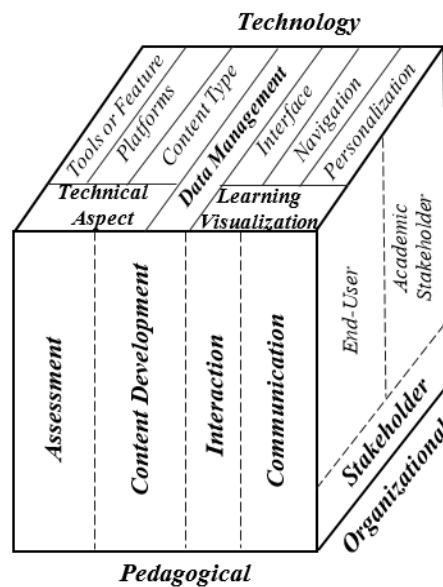 Technology
Tools or Feature
Platforms
Content Type
Data Management
Interface
Navigation
Personalization
Technical
Aspect
Learning
Visualization
Assessment
Content Development
Interaction
Communication
End-User
Academic
Stakeholder
Stakeholder
Organizational
Pedagogical